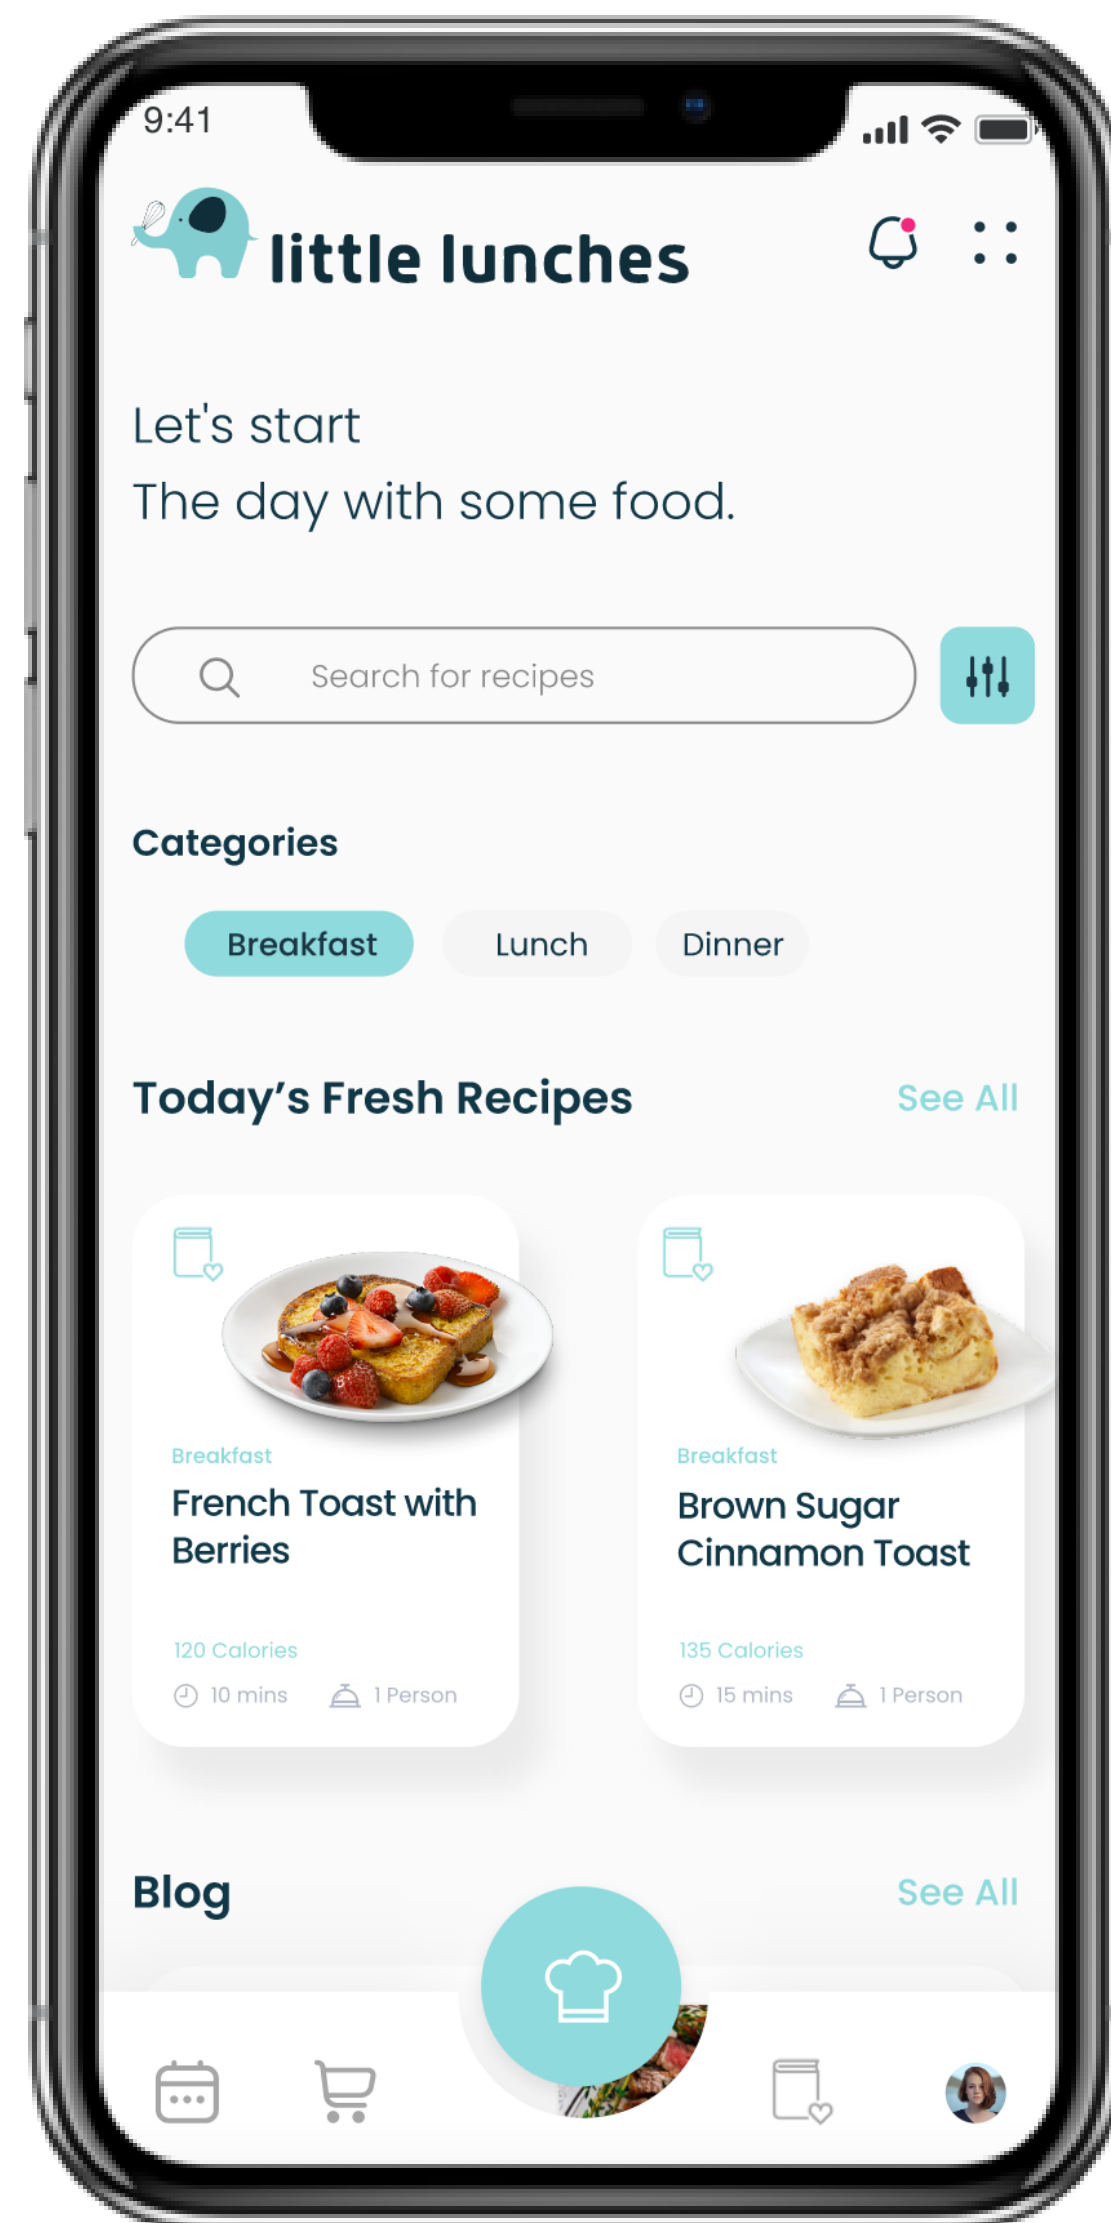 9:41
little lunches
Let's start
The day with some food.
Search for recipes
Categories
Breakfast
Lunch
Dinner
Today’s Fresh Recipes
See All
Breakfast
French Toast with
Berries
120 Calories
10 mins
1 Person
Breakfast
Brown Sugar
Cinnamon Toast
135 Calories
15 mins
1 Person
Blog
See All